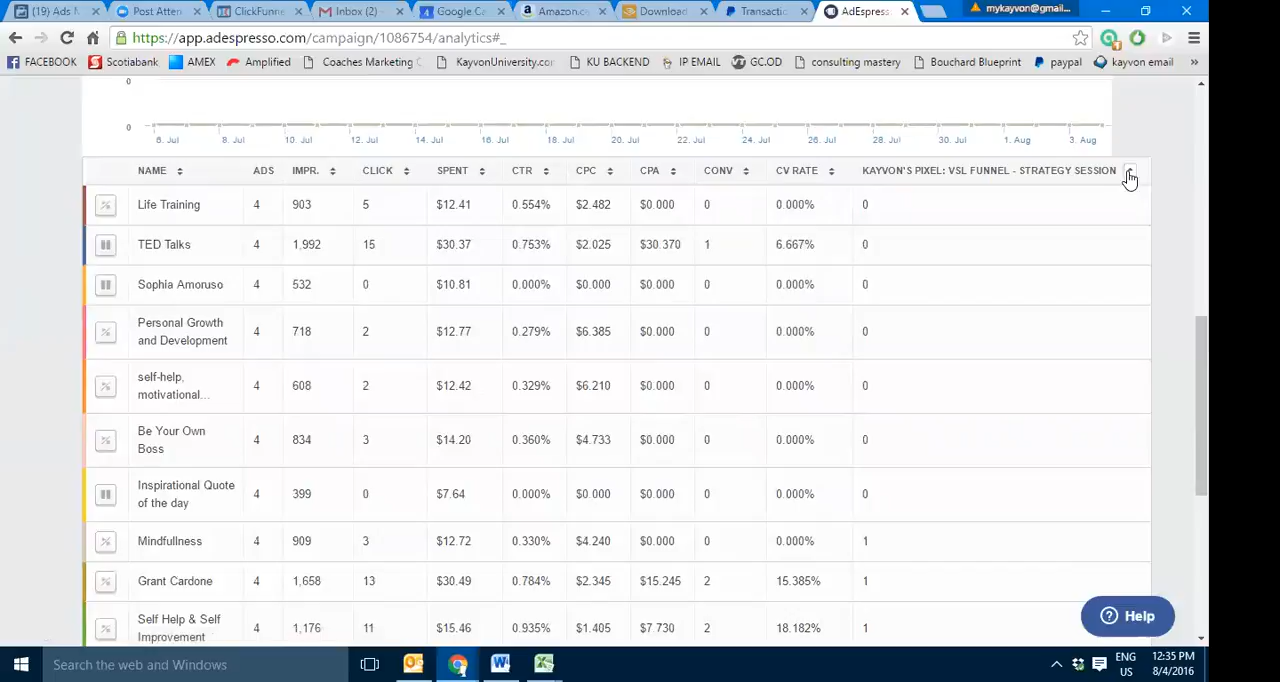 (19) Ads M
Post Atten
ClickFunne
Inbox (2) -
Google Ca
Amazon.c
Download
Transactio
AdEspres
mykayvon@gmail....
https://app.adespresso.com/campaign/1086754/analytics#_
FACEBOOK Scotiabank AMEX Amplified Coaches Marketing KayvonUniversity.co KU BACKEND IP EMAIL GC.OD consulting mastery Bouchard Blueprint paypal kayvon email »
0
0
6. Jul 8. Jul 10. Jul 12. Jul 14. Jul 16. Jul 18. Jul 20. Jul 22. Jul 24. Jul 26. Jul 28. Jul 30. Jul 1. Aug 3. Aug
NAME ADS IMPR. CLICK SPENT CTR CPC CPA CONV CV RATE KAYVON'S PIXEL: VSL FUNNEL - STRATEGY SESSION
Life Training 4 903 5 $12.41 0.554% $2.482 $0.000 0 0.000% 0
TED Talks 4 1,992 15 $30.37 0.753% $2.025 $30.370 1 6.667% 0
Sophia Amoruso 4 532 0 $10.81 0.000% $0.000 $0.000 0 0.000% 0
Personal Growth
and Development 4 718 2 $12.77 0.279% $6.385 $0.000 0 0.000% 0
self-help,
motivational... 4 608 2 $12.42 0.329% $6.210 $0.000 0 0.000% 0
Be Your Own
Boss 4 834 3 $14.20 0.360% $4.733 $0.000 0 0.000% 0
Inspirational Quote
of the day 4 399 0 $7.64 0.000% $0.000 $0.000 0 0.000% 0
Mindfullness 4 909 3 $12.72 0.330% $4.240 $0.000 0 0.000% 1
Grant Cardone 4 1,658 13 $30.49 0.784% $2.345 $15.245 2 15.385% 1
Self Help & Self
Improvement 4 1,176 11 $15.46 0.935% $1.405 $7.730 2 18.182% 1
Help
Search the web and Windows
ENG
US
12:35 PM
8/4/2016